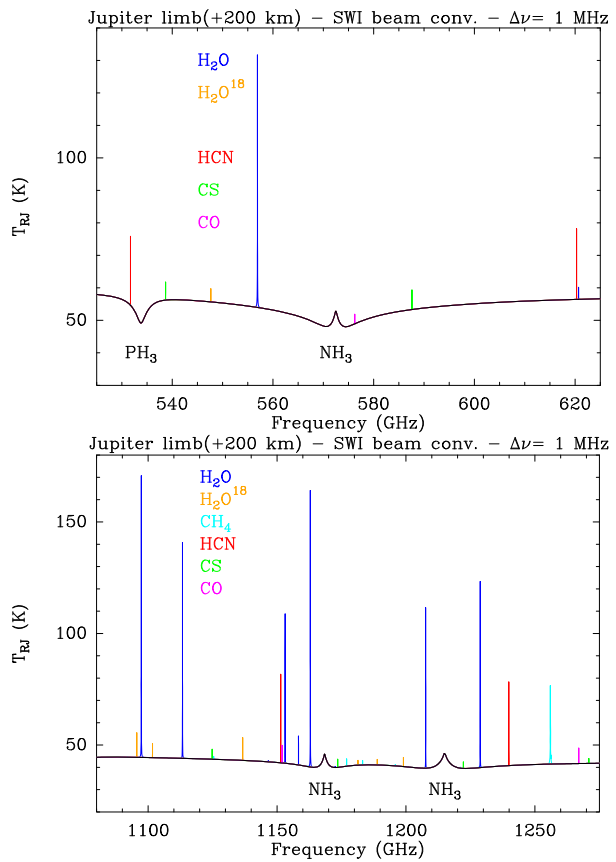 Jupiter limb(+200 km) − SWI beam conv. − Δν= 1 MHz
H₂O
H₂O¹⁸
HCN
CS
CO
100
50
T_RJ (K)
PH₃
NH₃
540
560
580
600
620
Frequency (GHz)
Jupiter limb(+200 km) − SWI beam conv. − Δν= 1 MHz
H₂O
H₂O¹⁸
CH₄
HCN
CS
CO
150
100
50
T_RJ (K)
NH₃
NH₃
1100
1150
1200
1250
Frequency (GHz)